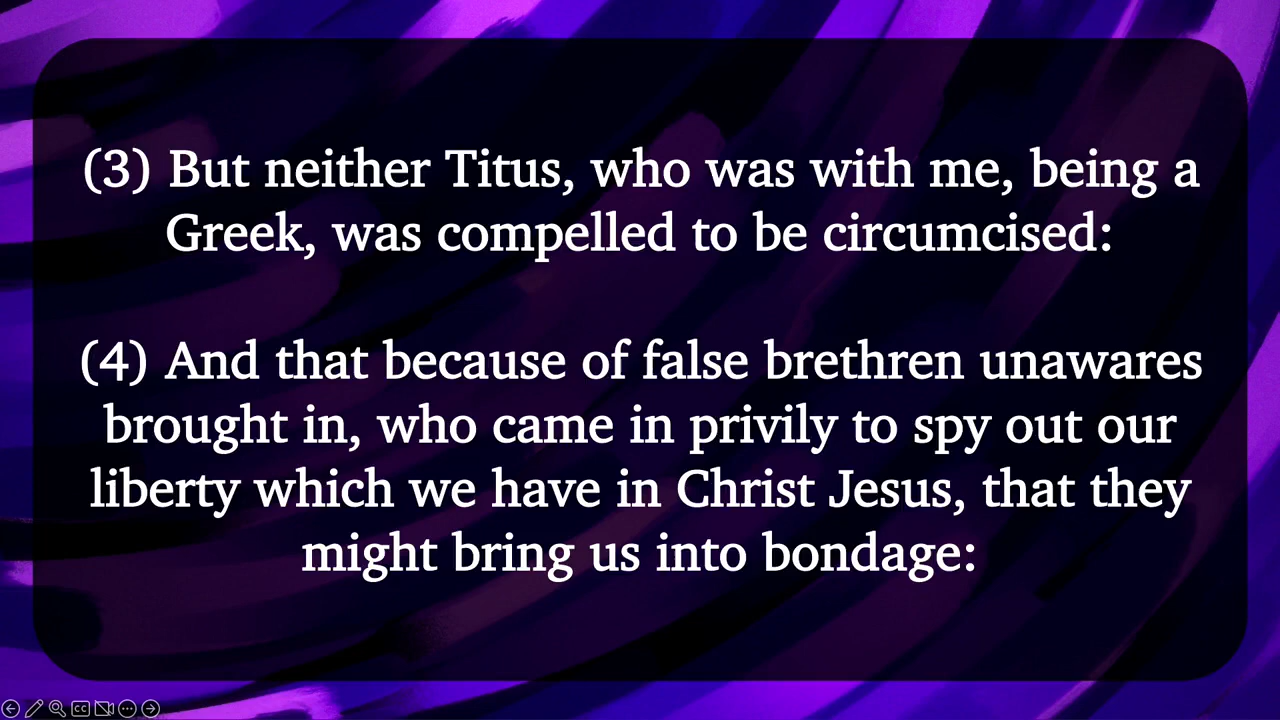 (3) But neither Titus, who was with me, being a
Greek, was compelled to be circumcised:
(4) And that because of false brethren unawares
brought in, who came in privily to spy out our
liberty which we have in Christ Jesus, that they
might bring us into bondage:
CC